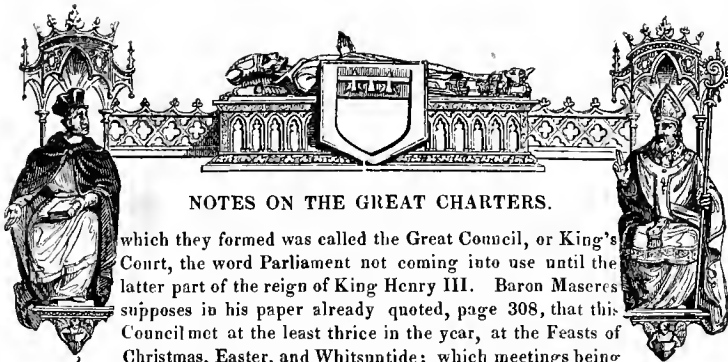 NOTES ON THE GREAT CHARTERS.
which they formed was called the Great Council, or King's
Court, the word Parliament not coming into use until the
latter part of the reign of King Henry III. Baron Maseres
supposes in his paper already quoted, page 308, that this
Council met at the least thrice in the year, at the Feasts of
Christmas, Easter, and Whitsuntide; which meetings being